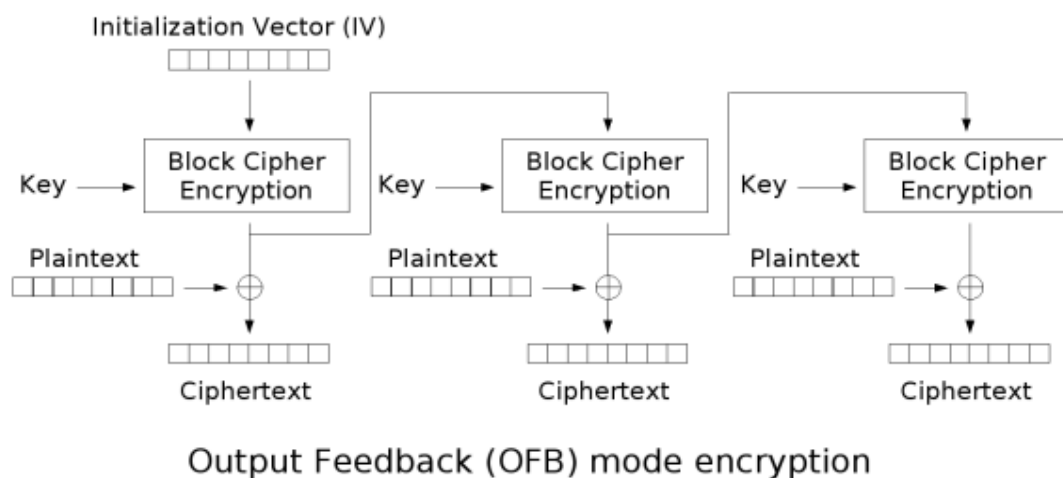 Initialization Vector (IV)
Block Cipher
Encryption
Block Cipher
Encryption
Block Cipher
Encryption
Key
Key
Key
Plaintext
Plaintext
Plaintext
Ciphertext
Ciphertext
Ciphertext
Output Feedback (OFB) mode encryption